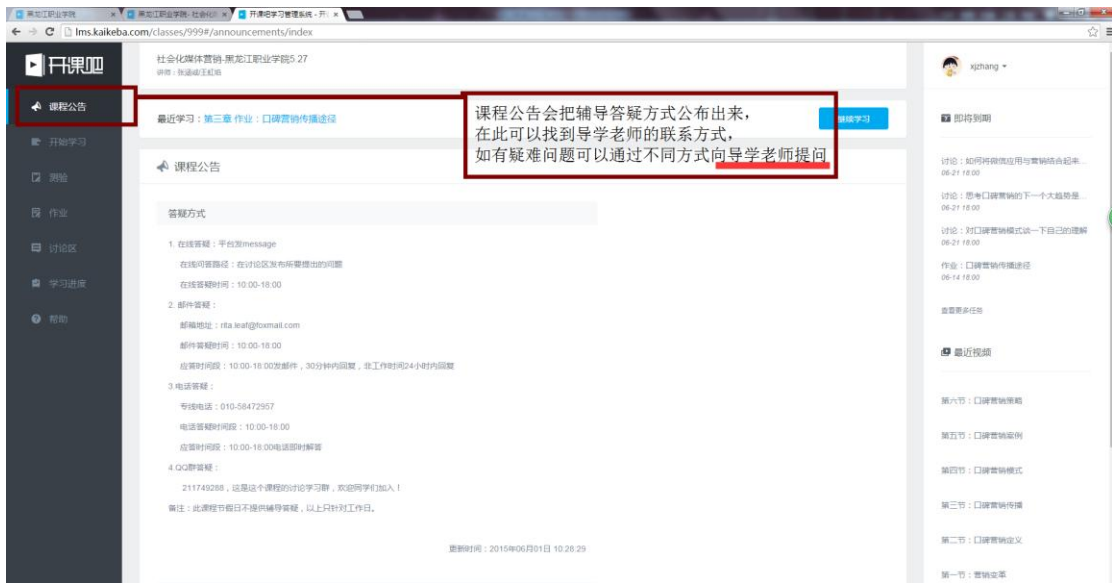 黑龙江职业学院
黑龙江职业学院-社会化
开课吧学习管理系统 - 开
lms.kaikeba.com/classes/999#/announcements/index
开课吧
社会化媒体营销-黑龙江职业学院5 27
xjzhang
课程公告
开始学习
测验
作业
讨论区
学习进度
帮助
最近学习：第三章 作业：口碑营销传播途径
继续学习
课程公告会把辅导答疑方式公布出来，
在此可以找到导学老师的联系方式，
如有疑难问题可以通过不同方式向导学老师提问
课程公告
答疑方式
1. 在线答疑：平台发message
在线问答路径：在讨论区发布所需提出的问题
在线答疑时间：10:00-18:00
2. 邮件答疑：
邮箱地址：rita.leaf@foxmail.com
邮件答疑时间：10:00-18:00
应答时间段：10:00-18:00发邮件，30分钟内回复，非工作时间24小时内回复
3.电话答疑：
专线电话：010-58472957
电话答疑时间段：10:00-18:00
应答时间段：10:00-18:00电话即时解答
4.QQ群答疑：
211749288，这是这个课程的讨论学习群，欢迎同学们加入！
备注：此课程节假日不提供辅导答疑，以上只针对工作日。
更新时间：2015年06月01日 10:28:29
即将到期
讨论：如何将微信应用与营销结合起来...
06-21 18:00
讨论：思考口碑营销的下一个大趋势是...
06-21 18:00
讨论：对口碑营销模式谈一下自己的理解
06-21 18:00
作业：口碑营销传播途径
06-14 18:00
查看更多任务
最近视频
第六节：口碑营销策略
第五节：口碑营销案例
第四节：口碑营销模式
第三节：口碑营销传播
第二节：口碑营销定义
第一节：营销变革